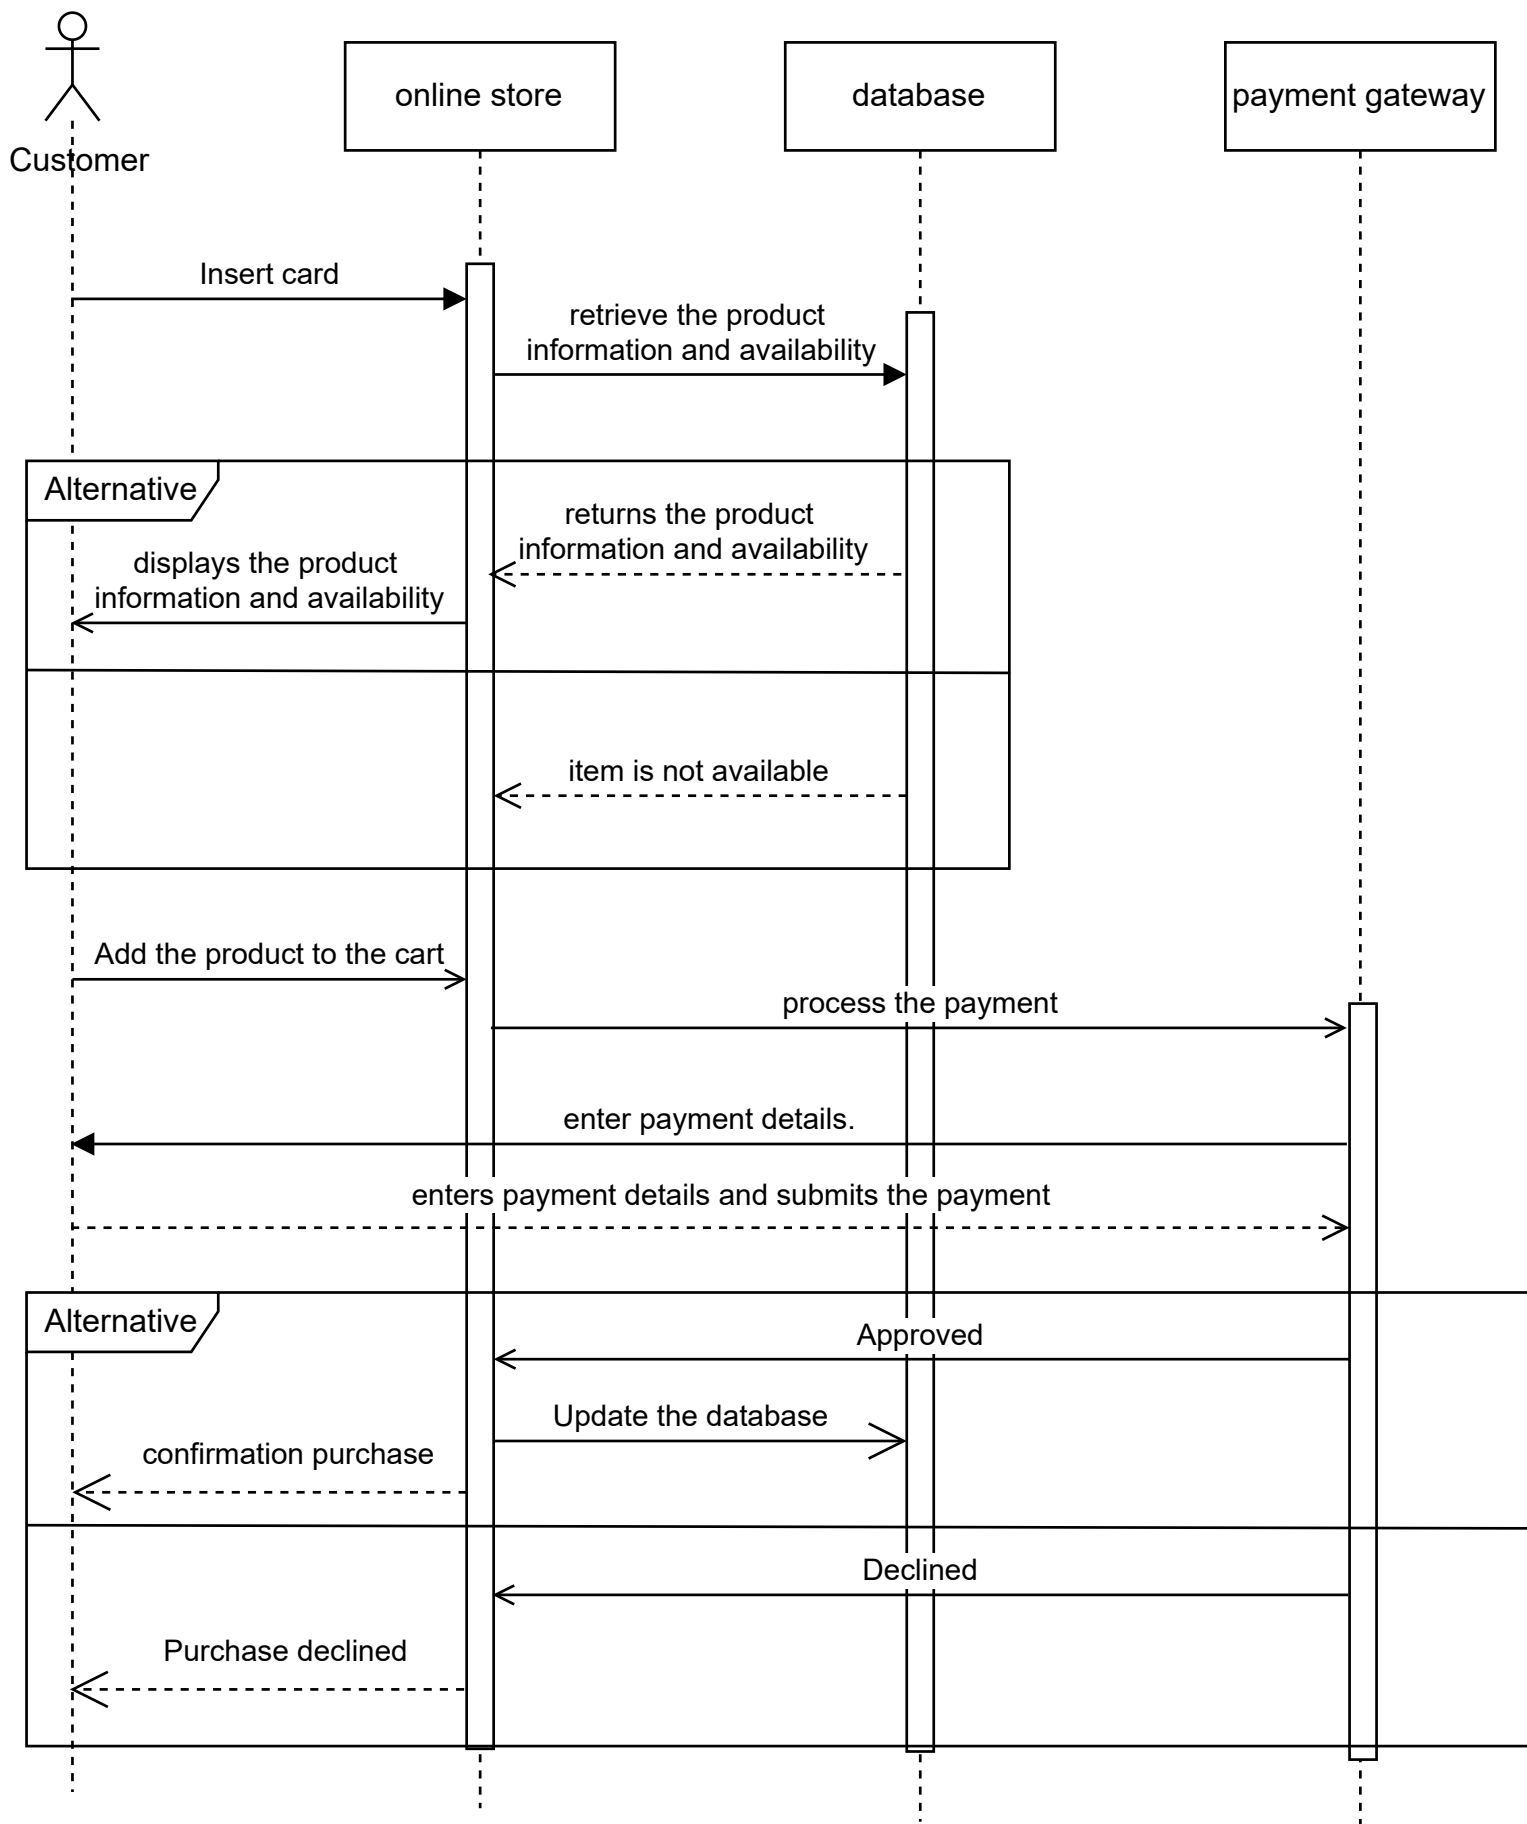 Customer
online store
database
payment gateway
Insert card
retrieve the product
information and availability
Alternative
returns the product
information and availability
displays the product
information and availability
item is not available
Add the product to the cart
process the payment
enter payment details.
enters payment details and submits the payment
Alternative
Approved
Update the database
confirmation purchase
Declined
Purchase declined